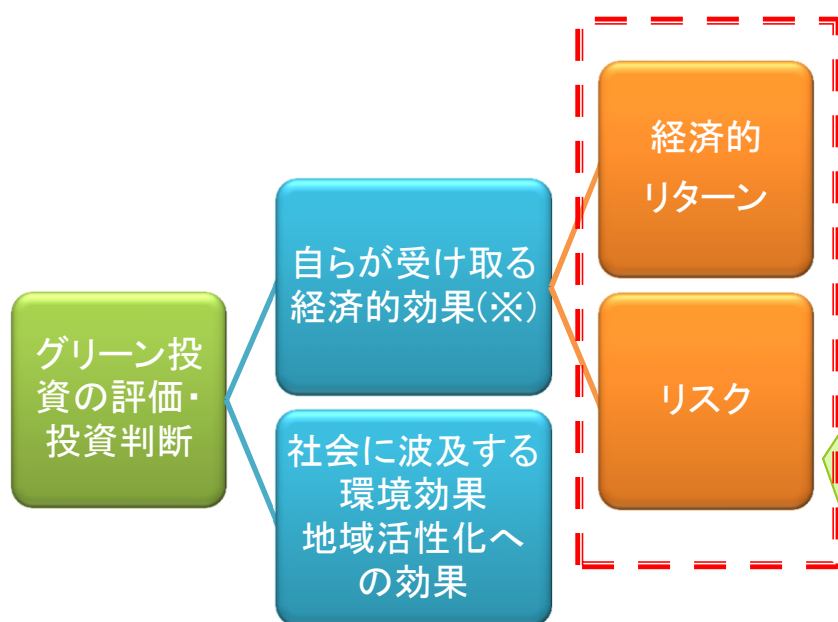 グリーン投
資の評価・
投資判断
自らが受け取る
経済的効果(※)
社会に波及する
環境効果
地域活性化へ
の効果
経済的
リターン
リスク